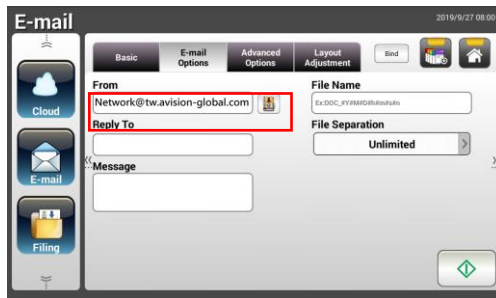 E-mail
2019/9/27 08:00
Basic
E-mail
Options
Advanced
Options
Layout
Adjustment
Bind
Cloud
E-mail
Filing
From
Network@tw.avision-global.com
Reply To
Message
File Name
File Separation
Unlimited